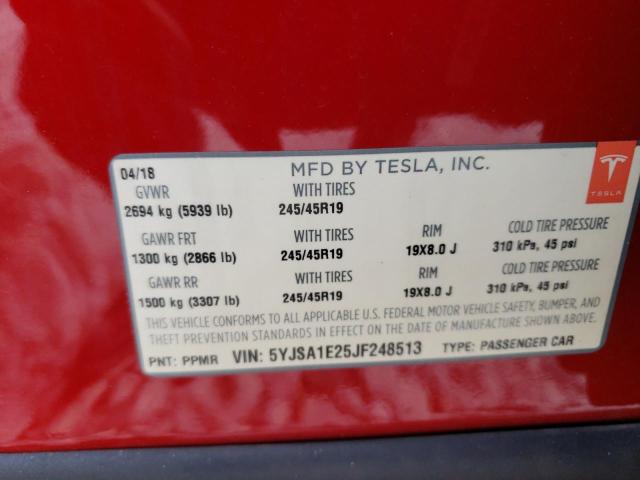 04/18 MFD BY TESLA, INC.
GVWR WITH TIRES
2694 kg (5939 lb) 245/45R19
GAWR FRT WITH TIRES RIM COLD TIRE PRESSURE
1300 kg (2866 lb) 245/45R19 19X8.0 J 310 kPa, 45 psi
GAWR RR WITH TIRES RIM COLD TIRE PRESSURE
1500 kg (3307 lb) 245/45R19 19X8.0 J 310 kPa, 45 psi
THIS VEHICLE CONFORMS TO ALL APPLICABLE U.S. FEDERAL MOTOR VEHICLE SAFETY, BUMPER, AND
THEFT PREVENTION STANDARDS IN EFFECT ON THE DATE OF MANUFACTURE SHOWN ABOVE.
PNT: PPMR VIN: 5YJSA1E25JF248513 TYPE: PASSENGER CAR
TESLA